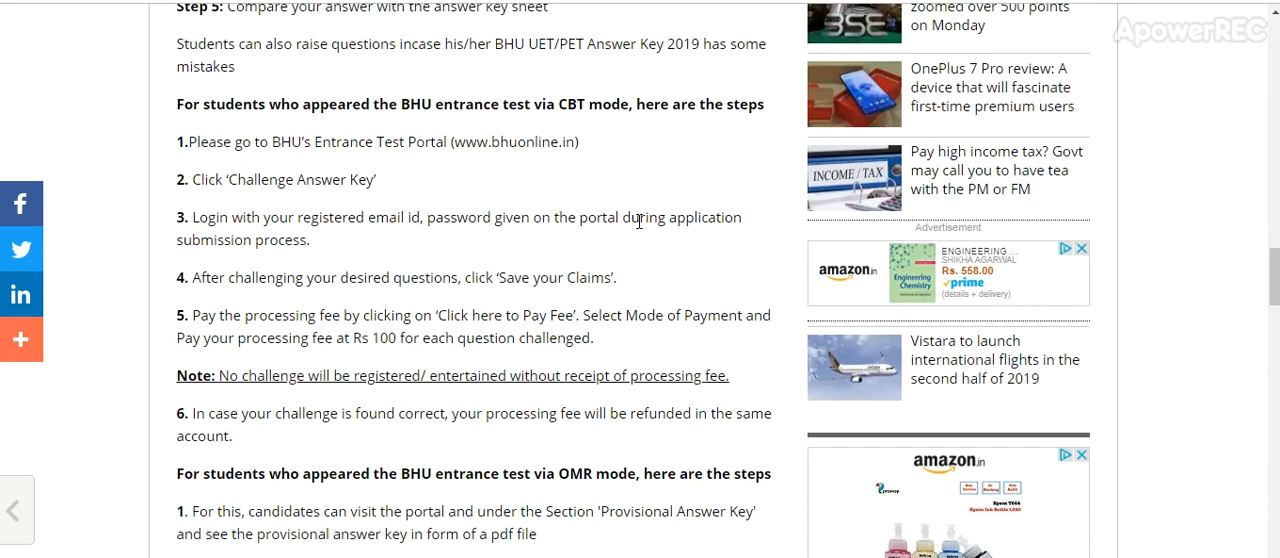 Step 5: Compare your answer with the answer key sheet
Students can also raise questions incase his/her BHU UET/PET Answer Key 2019 has some
mistakes
For students who appeared the BHU entrance test via CBT mode, here are the steps
1.Please go to BHU's Entrance Test Portal (www.bhuonline.in)
2. Click ‘Challenge Answer Key’
3. Login with your registered email id, password given on the portal during application
submission process.
4. After challenging your desired questions, click ‘Save your Claims’.
5. Pay the processing fee by clicking on ‘Click here to Pay Fee’. Select Mode of Payment and
Pay your processing fee at Rs 100 for each question challenged.
Note: No challenge will be registered/ entertained without receipt of processing fee.
6. In case your challenge is found correct, your processing fee will be refunded in the same
account.
For students who appeared the BHU entrance test via OMR mode, here are the steps
1. For this, candidates can visit the portal and under the Section 'Provisional Answer Key'
and see the provisional answer key in form of a pdf file
BSE
zoomed over 500 points
on Monday
ApowerREC
OnePlus 7 Pro review: A
device that will fascinate
first-time premium users
INCOME / TAX
Pay high income tax? Govt
may call you to have tea
with the PM or FM
Advertisement
amazon.in
Engineering
Chemistry
ENGINEERING ...
SHIKHA AGARWAL
Rs. 558.00
prime
(details + delivery)
Vistara to launch
international flights in the
second half of 2019
amazon.in
Epson T664
Epson Ink Bottle L350